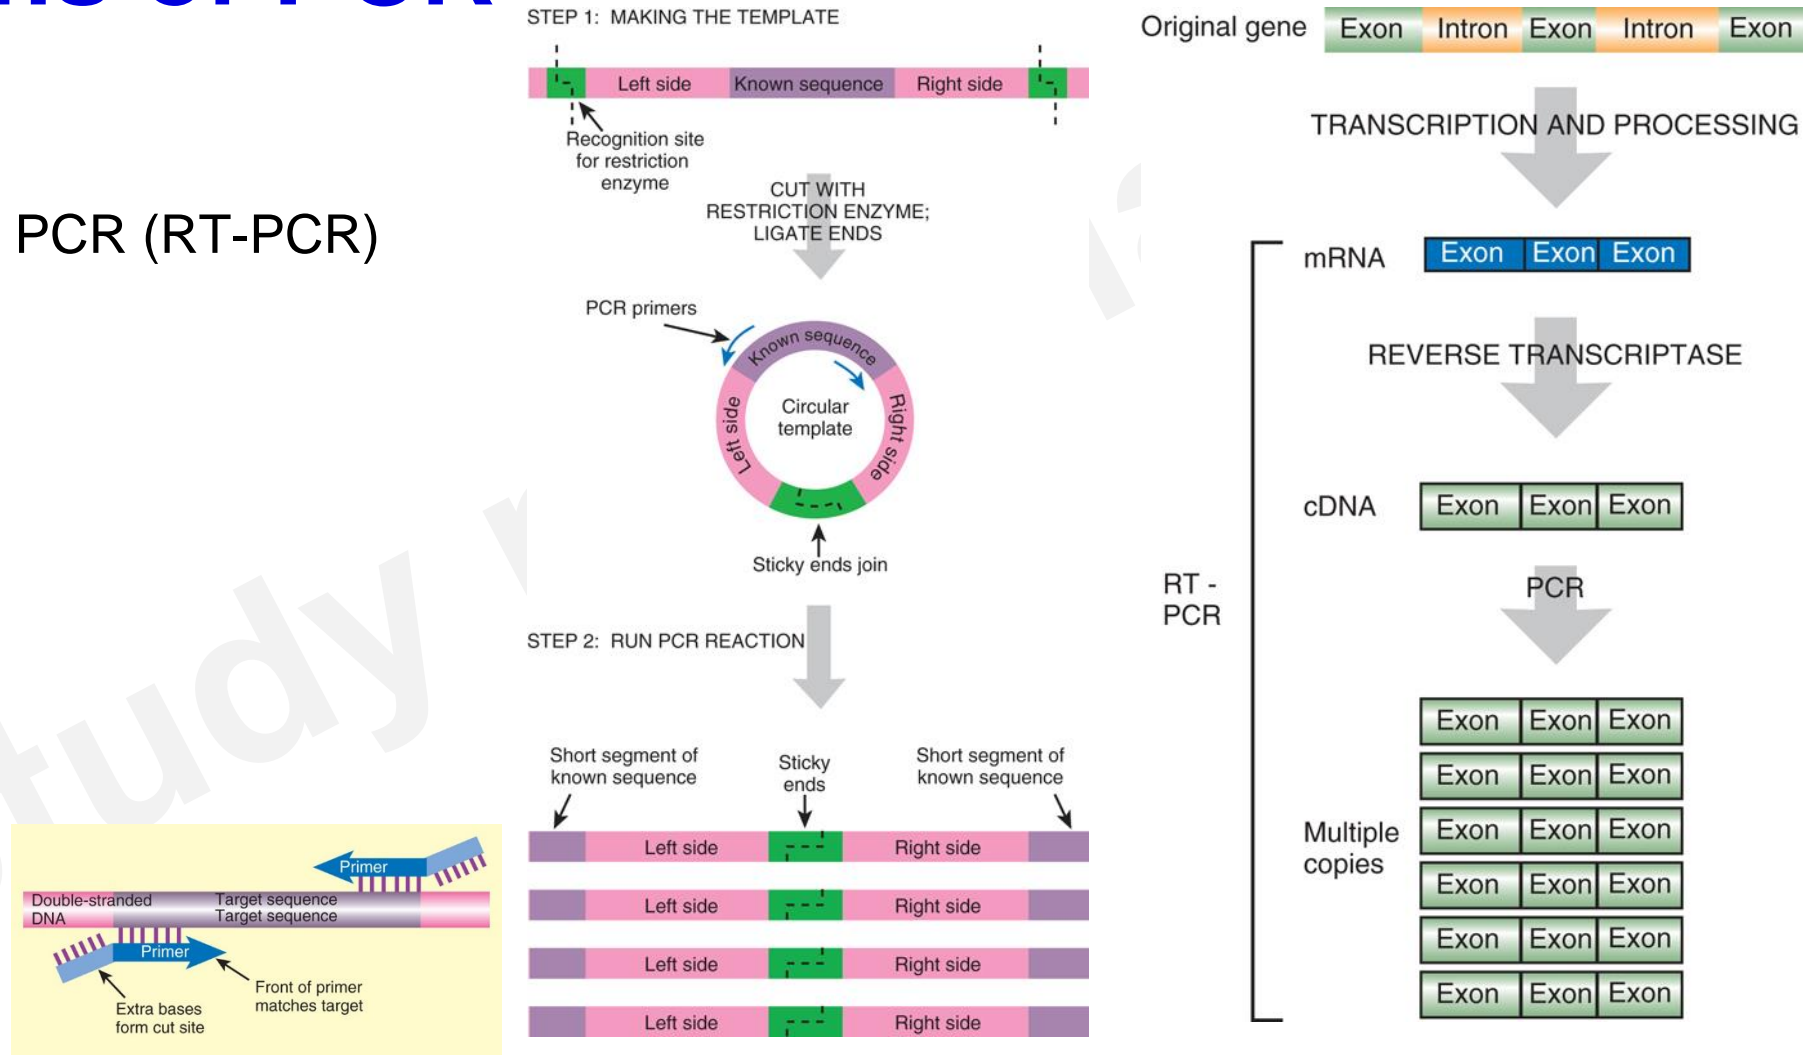 PCR (RT-PCR)
STEP 1: MAKING THE TEMPLATE
Left side
Known sequence
Right side
Recognition site
for restriction
enzyme
CUT WITH
RESTRICTION ENZYME;
LIGATE ENDS
PCR primers
Known sequence
Left side
Circular
template
Right side
Sticky ends join
STEP 2: RUN PCR REACTION
Short segment of
known sequence
Sticky
ends
Short segment of
known sequence
Left side
Right side
Left side
Right side
Left side
Right side
Left side
Right side
Primer
Double-stranded
DNA
Target sequence
Target sequence
Primer
Extra bases
form cut site
Front of primer
matches target
Original gene
Exon Intron Exon Intron Exon
TRANSCRIPTION AND PROCESSING
mRNA
Exon Exon Exon
REVERSE TRANSCRIPTASE
cDNA
Exon Exon Exon
RT -
PCR
PCR
Multiple
copies
Exon Exon Exon
Exon Exon Exon
Exon Exon Exon
Exon Exon Exon
Exon Exon Exon
Exon Exon Exon